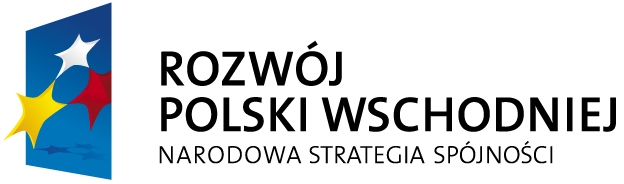 ROZWÓJ
POLSKI WSCHODNIEJ
NARODOWA STRATEGIA SPÓJNOŚCI